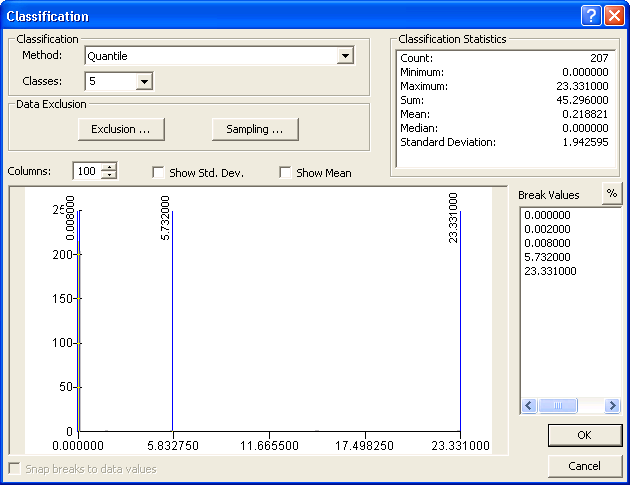 Classification
Classification
Method: Quantile
Classes: 5
Data Exclusion
Exclusion ...
Sampling ...
Classification Statistics
Count: 207
Minimum: 0.000000
Maximum: 23.331000
Sum: 45.296000
Mean: 0.218821
Median: 0.000000
Standard Deviation: 1.942595
Columns: 100
Show Std. Dev.
Show Mean
Break Values
%
0.000000
0.002000
0.008000
5.732000
23.331000
0.008000
5.732000
23.331000
200
150
100
50
0
0.000000 5.832750 11.665500 17.498250 23.331000
Snap breaks to data values
OK
Cancel